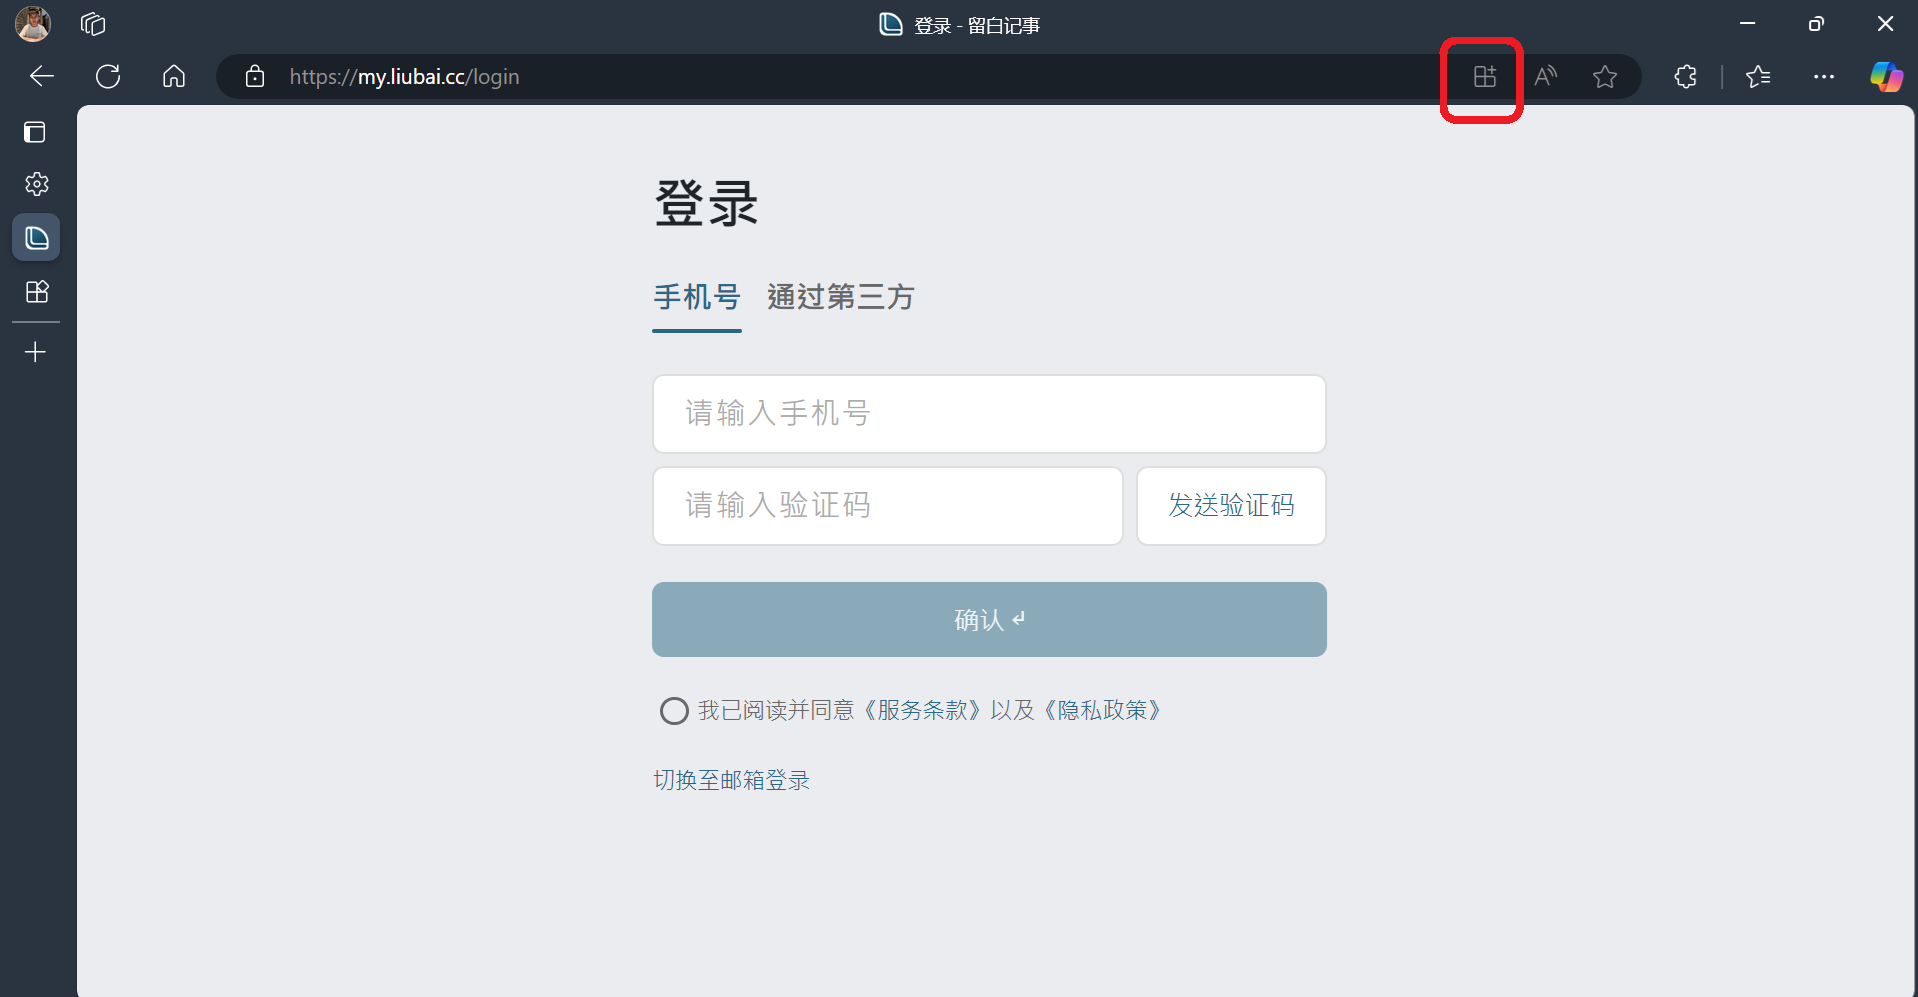 登录 - 留白记事
https://my.liubai.cc/login
登录
手机号 通过第三方
请输入手机号
请输入验证码 发送验证码
确认 ↵
我已阅读并同意《服务条款》以及《隐私政策》
切换至邮箱登录